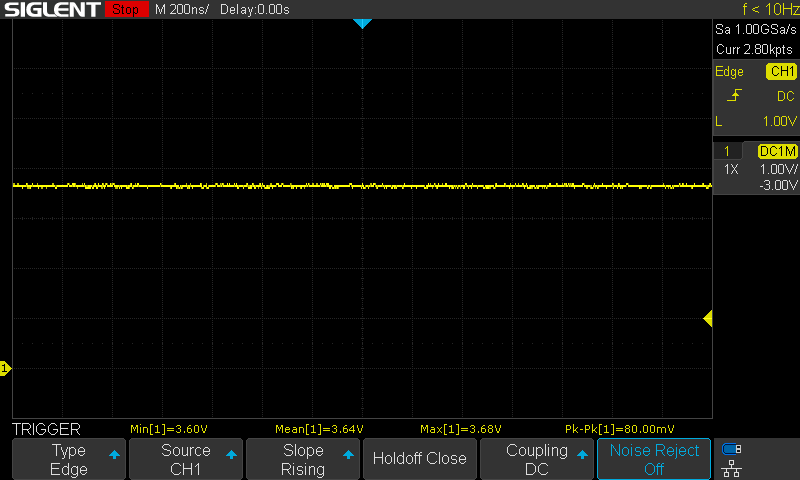 SIGLENT Stop M 200ns/ Delay:0.00s f < 10Hz
Sa 1.00GSa/s
Curr 2.80kpts
Edge CH1
DC
L 1.00V
1 DC1M
1X 1.00V/
-3.00V
1
TRIGGER Min[1]=3.60V Mean[1]=3.64V Max[1]=3.68V Pk-Pk[1]=80.00mV
Type Source Slope Holdoff Close Coupling Noise Reject
Edge CH1 Rising DC Off